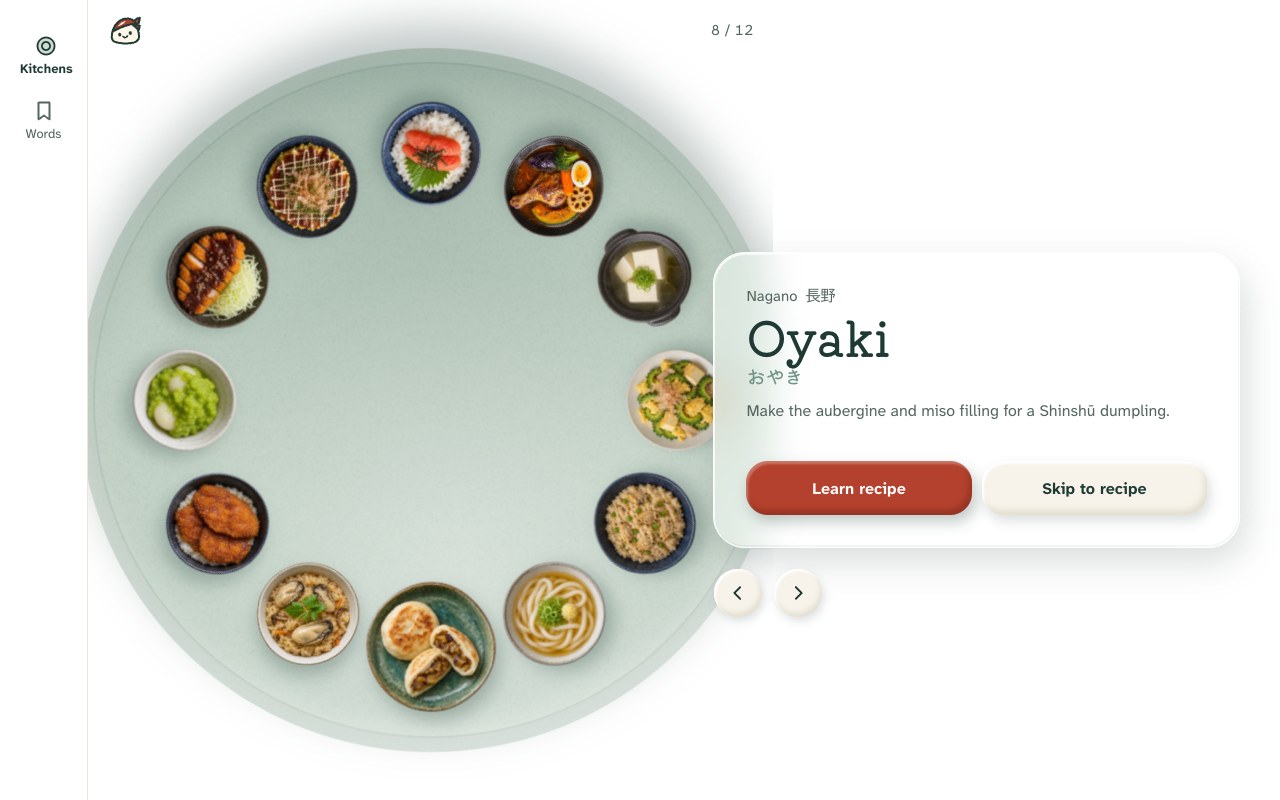 8 / 12
Kitchens
Words
Nagano 長野
Oyaki
おやき
Make the aubergine and miso filling for a Shinshū dumpling.
Learn recipe
Skip to recipe